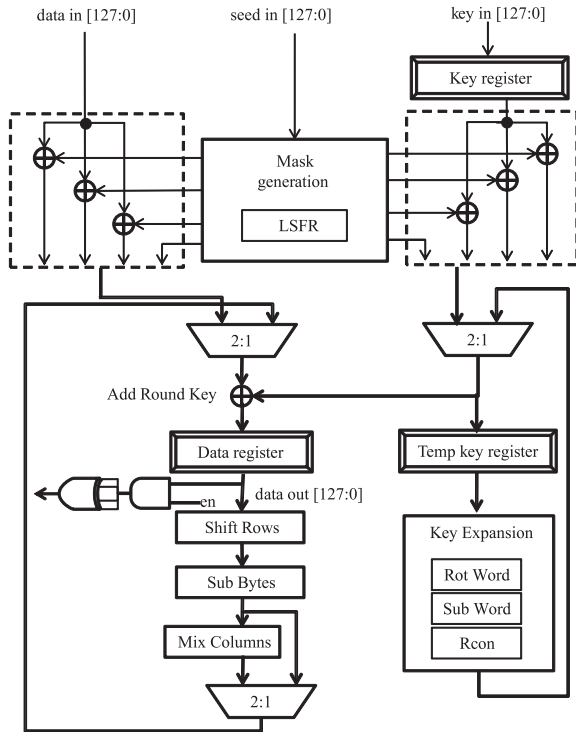 data in [127:0]
seed in [127:0]
key in [127:0]
Key register
Mask
generation
LSFR
2:1
2:1
Add Round Key
Data register
Temp key register
en
data out [127:0]
Shift Rows
Key Expansion
Sub Bytes
Rot Word
Sub Word
Mix Columns
Rcon
2:1